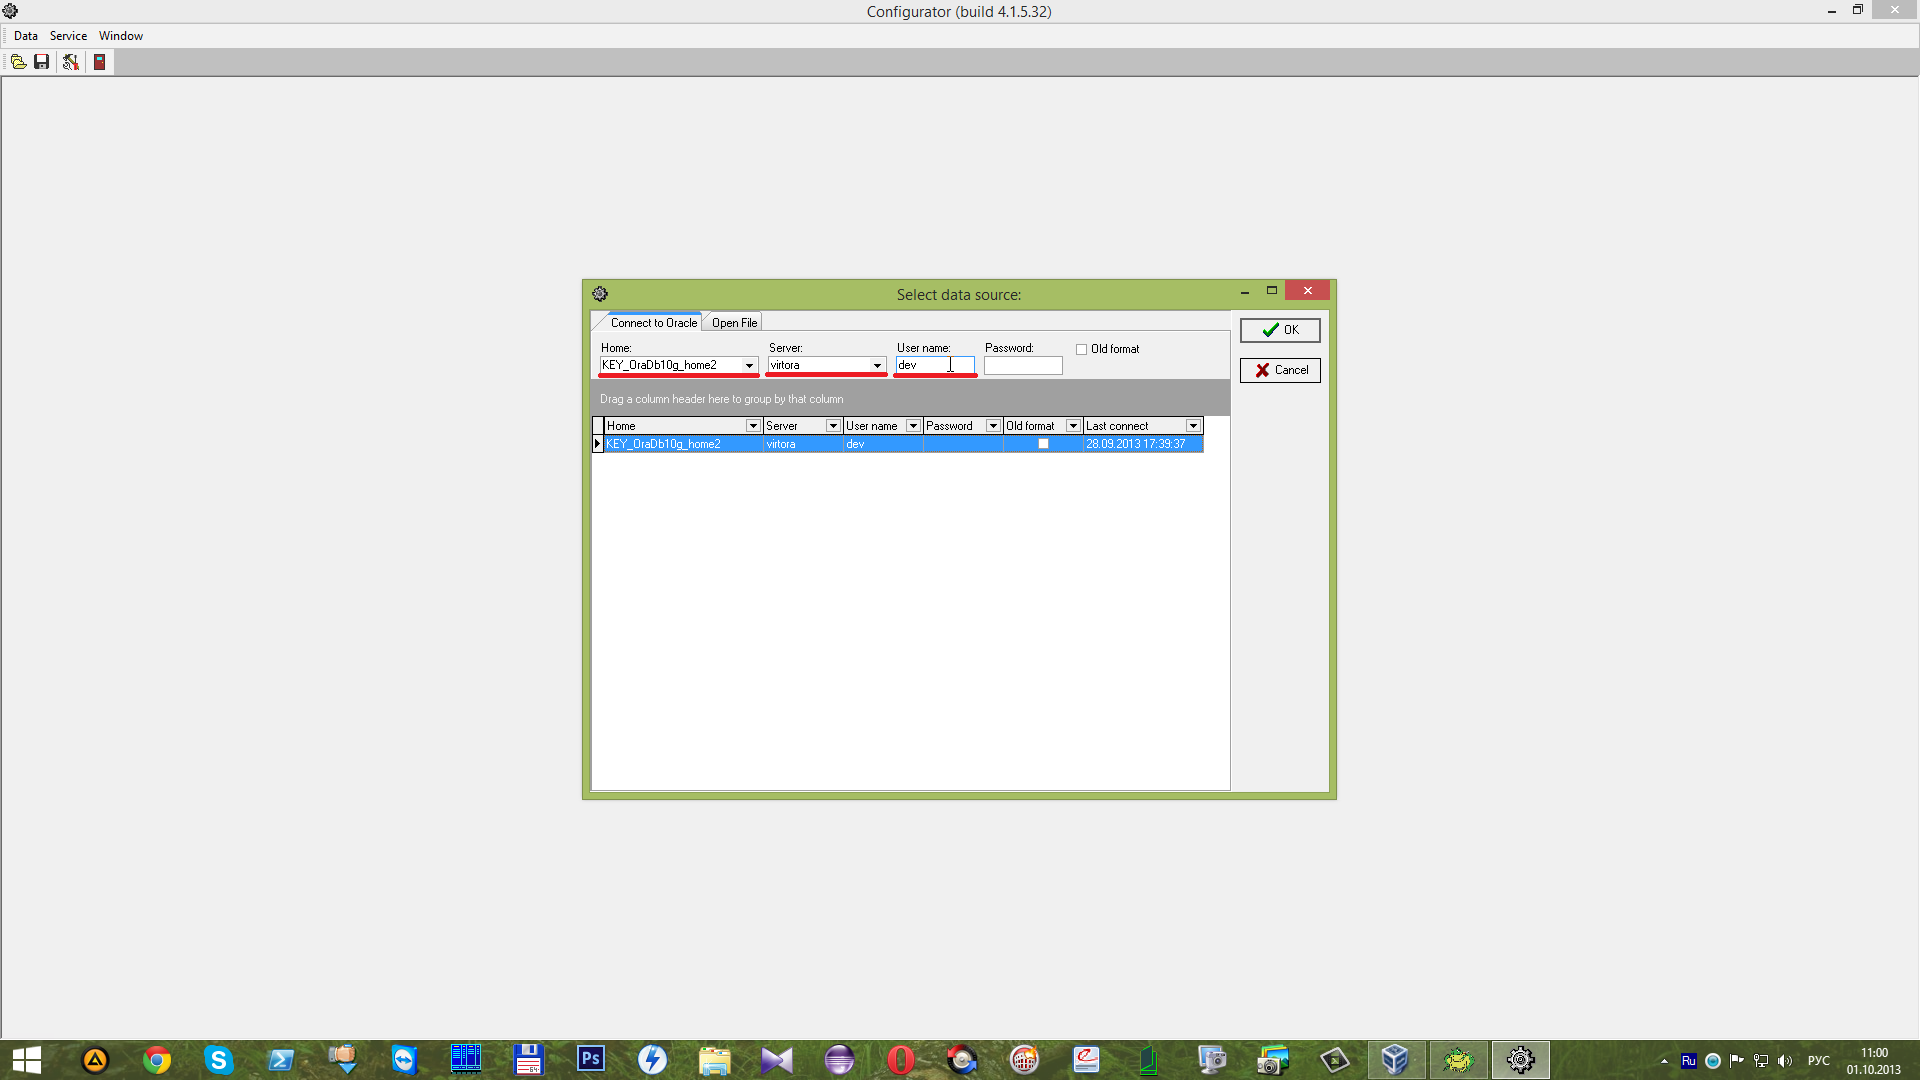 Configurator (build 4.1.5.32)
Data Service Window
Select data source:
Connect to Oracle Open File
Home: Server: User name: Password: Old format
KEY_OraDb10g_home2 virtora dev
OK
Cancel
Drag a column header here to group by that column
Home Server User name Password Old format Last connect
KEY_OraDb10g_home2 virtora dev 28.09.2013 17:39:37
Ps
64
Ru
РУС
11:00
01.10.2013